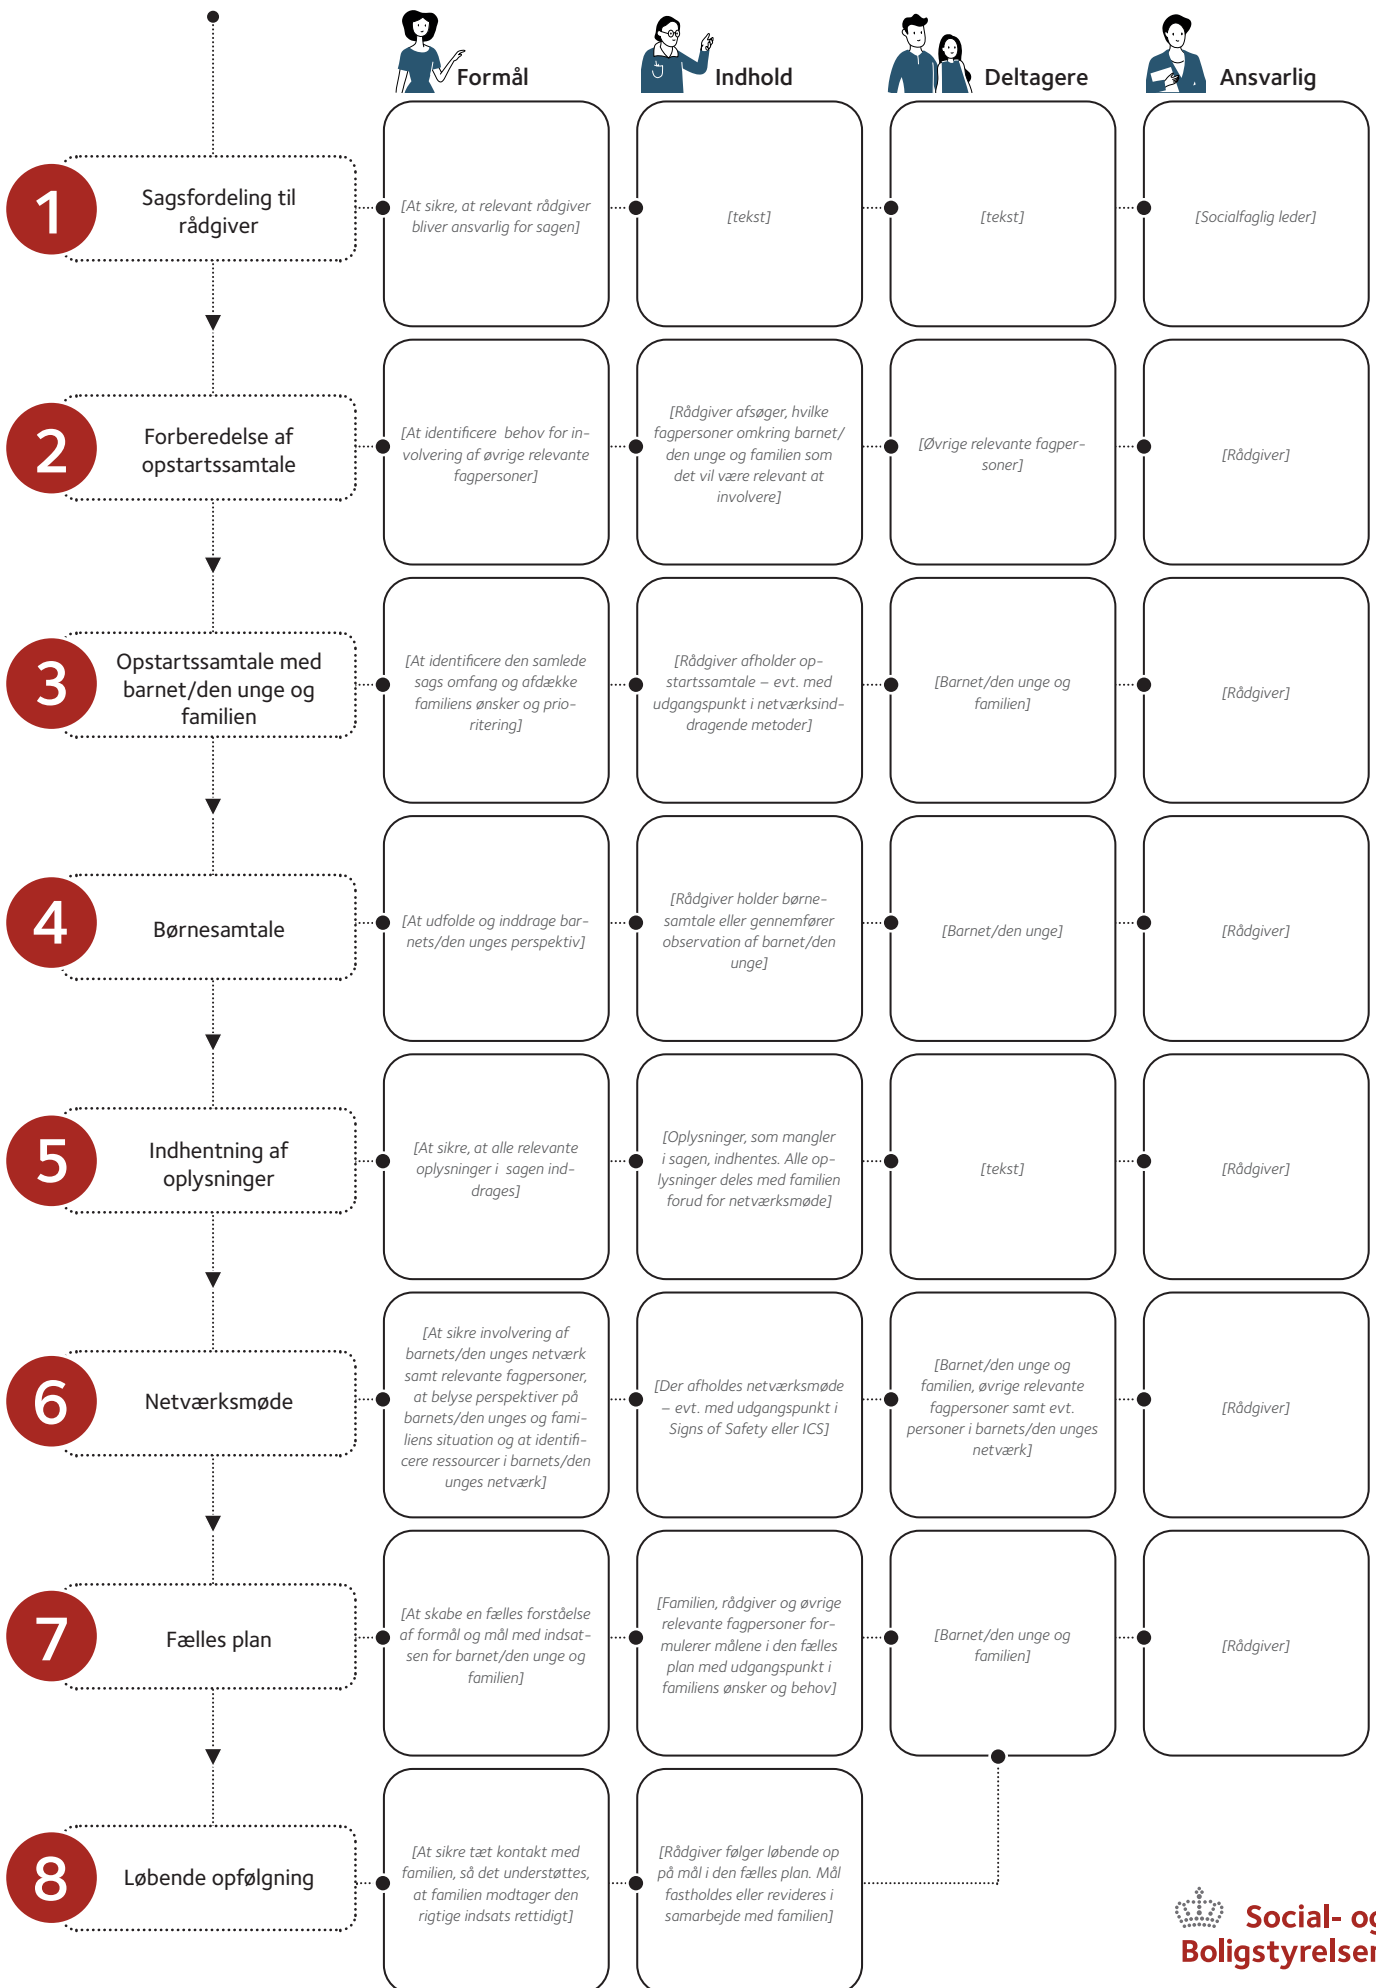 Formål
Indhold
Deltagere
Ansvarlig
1
Sagsfordeling til
rådgiver
[At sikre, at relevant rådgiver
bliver ansvarlig for sagen]
[tekst]
[tekst]
[Socialfaglig leder]
2
Forberedelse af
opstartssamtale
[At identificere  behov for in-
volvering af øvrige relevante
fagpersoner]
[Rådgiver afsøger, hvilke
fagpersoner omkring barnet/
den unge og familien som
det vil være relevant at
involvere]
[Øvrige relevante fagper-
soner]
[Rådgiver]
3
Opstartssamtale med
barnet/den unge og
familien
[At identificere den samlede
sags omfang og afdække
familiens ønsker og prio-
ritering]
[Rådgiver afholder op-
startssamtale – evt. med
udgangspunkt i netværksind-
dragende metoder]
[Barnet/den unge og
familien]
[Rådgiver]
4
Børnesamtale
[At udfolde og inddrage bar-
nets/den unges perspektiv]
[Rådgiver holder børne-
samtale eller gennemfører
observation af barnet/den
unge]
[Barnet/den unge]
[Rådgiver]
5
Indhentning af
oplysninger
[At sikre, at alle relevante
oplysninger i  sagen ind-
drages]
[Oplysninger, som mangler
i sagen, indhentes. Alle op-
lysninger deles med familien
forud for netværksmøde]
[tekst]
[Rådgiver]
6
Netværksmøde
[At sikre involvering af
barnets/den unges netværk
samt relevante fagpersoner,
at belyse perspektiver på
barnets/den unges og fami-
liens situation og at identifi-
cere ressourcer i barnets/den
unges netværk]
[Der afholdes netværksmøde
– evt. med udgangspunkt i
Signs of Safety eller ICS]
[Barnet/den unge og
familien, øvrige relevante
fagpersoner samt evt.
personer i barnets/den unges
netværk]
[Rådgiver]
7
Fælles plan
[At skabe en fælles forståelse
af formål og mål med indsat-
sen for barnet/den unge og
familien]
[Familien, rådgiver og øvrige
relevante fagpersoner for-
mulerer målene i den fælles
plan med udgangspunkt i
familiens ønsker og behov]
[Barnet/den unge og
familien]
[Rådgiver]
8
Løbende opfølgning
[At sikre tæt kontakt med
familien, så det understøttes,
at familien modtager den
rigtige indsats rettidigt]
[Rådgiver følger løbende op
på mål i den fælles plan. Mål
fastholdes eller revideres i
samarbejde med familien]
Social- og
Boligstyrelsen